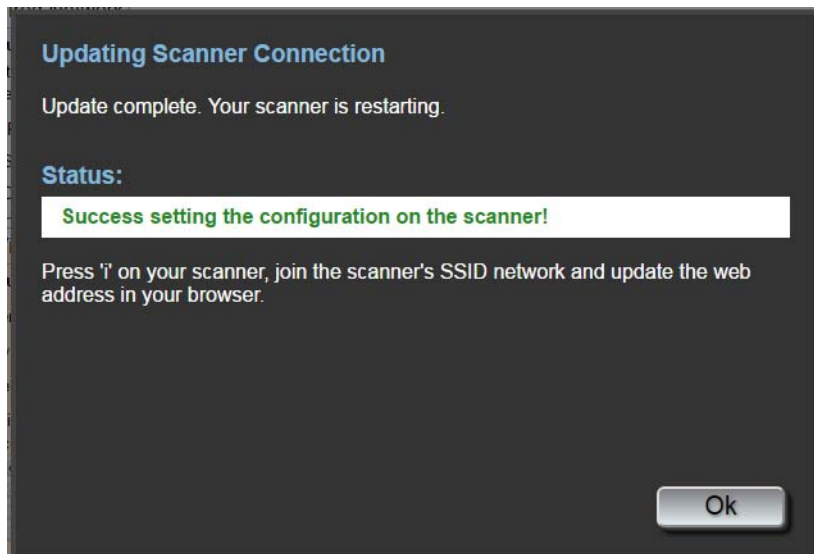 Updating Scanner Connection
Update complete. Your scanner is restarting.
Status:
Success setting the configuration on the scanner!
Press 'i' on your scanner, join the scanner's SSID network and update the web
address in your browser.
Ok